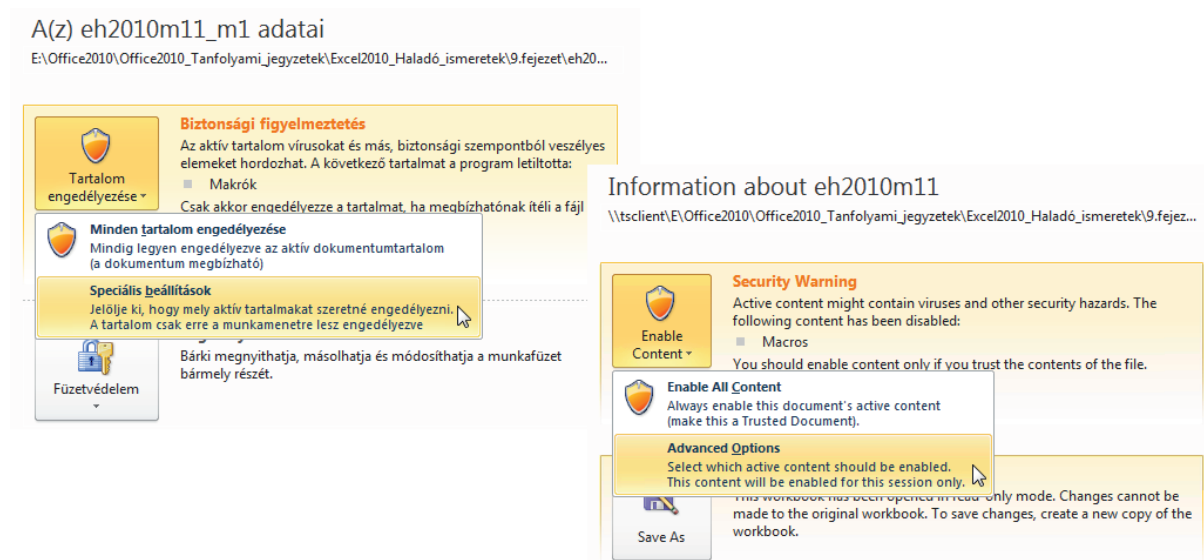 A(z) eh2010m11_m1 adatai
E:\Office2010\Office2010_Tanfolyami_jegyzetek\Excel2010_Haladó_ismeretek\9.fejezet\eh20...
Biztonsági figyelmeztetés
Az aktív tartalom vírusokat és más, biztonsági szempontból veszélyes
elemeket hordozhat. A következő tartalmat a program letiltotta:
Makrók
Csak akkor engedélyezze a tartalmat, ha megbízhatónak ítéli a fájl
Tartalom
engedélyezése
Minden tartalom engedélyezése
Mindig legyen engedélyezve az aktív dokumentumtartalom
(a dokumentum megbízható)
Speciális beállítások
Jelölje ki, hogy mely aktív tartalmakat szeretné engedélyezni.
A tartalom csak erre a munkamenetre lesz engedélyezve
Bárki megnyithatja, másolhatja és módosíthatja a munkafüzet
bármely részét.
Füzetvédelem
Information about eh2010m11
\\tsclient\E\Office2010\Office2010_Tanfolyami_jegyzetek\Excel2010_Haladó_ismeretek\9.fejez...
Security Warning
Active content might contain viruses and other security hazards. The
following content has been disabled:
Macros
You should enable content only if you trust the contents of the file.
Enable
Content
Enable All Content
Always enable this document's active content
(make this a Trusted Document).
Advanced Options
Select which active content should be enabled.
This content will be enabled for this session only.
This workbook has been opened in read-only mode. Changes cannot be
made to the original workbook. To save changes, create a new copy of the
workbook.
Save As